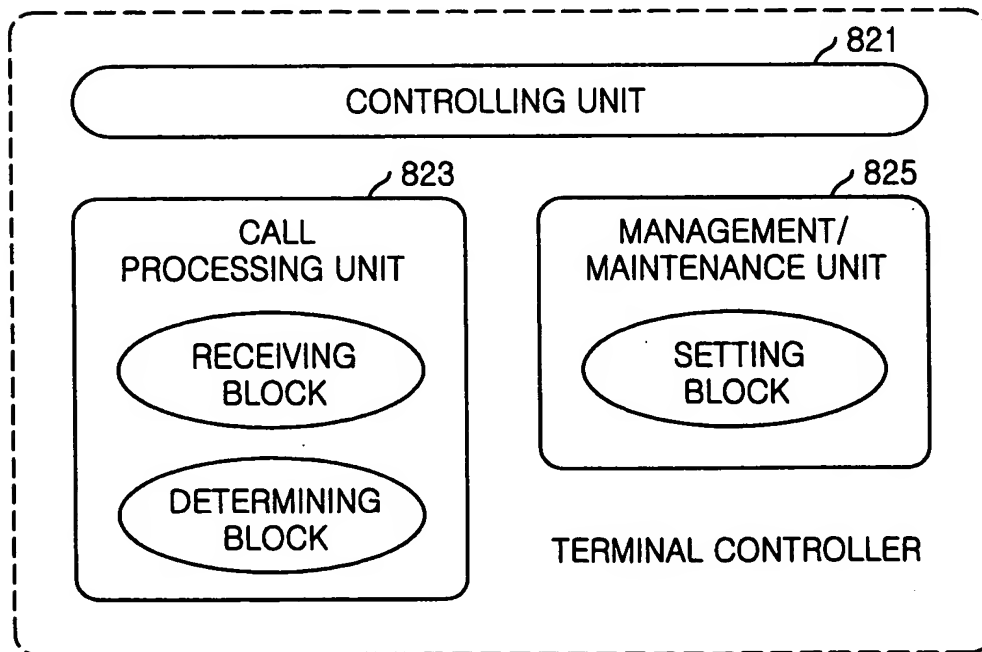 821
CONTROLLING UNIT
823
CALL
PROCESSING UNIT
RECEIVING
BLOCK
DETERMINING
BLOCK
825
MANAGEMENT/
MAINTENANCE UNIT
SETTING
BLOCK
TERMINAL CONTROLLER